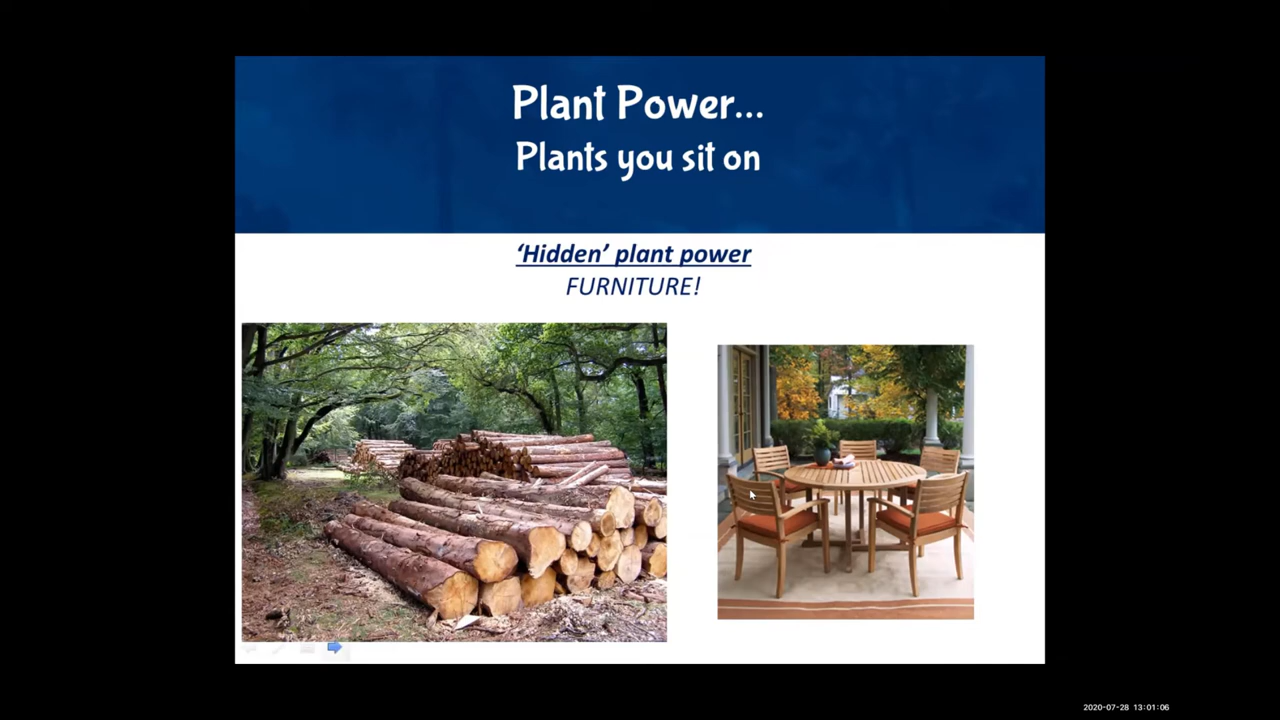 Plant Power...
Plants you sit on
‘Hidden’ plant power
FURNITURE!
2020-07-28 13:01:06